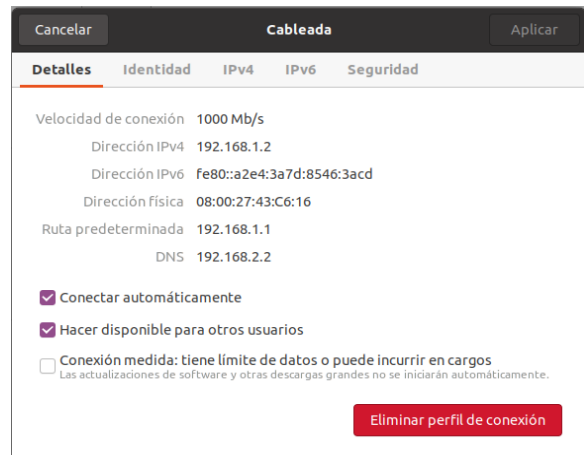 Cancelar Cableada Aplicar
Detalles Identidad IPv4 IPv6 Seguridad
Velocidad de conexión 1000 Mb/s
Dirección IPv4 192.168.1.2
Dirección IPv6 fe80::a2e4:3a7d:8546:3acd
Dirección física 08:00:27:43:C6:16
Ruta predeterminada 192.168.1.1
DNS 192.168.2.2
Conectar automáticamente
Hacer disponible para otros usuarios
Conexión medida: tiene límite de datos o puede incurrir en cargos
Las actualizaciones de software y otras descargas grandes no se iniciarán automáticamente.
Eliminar perfil de conexión